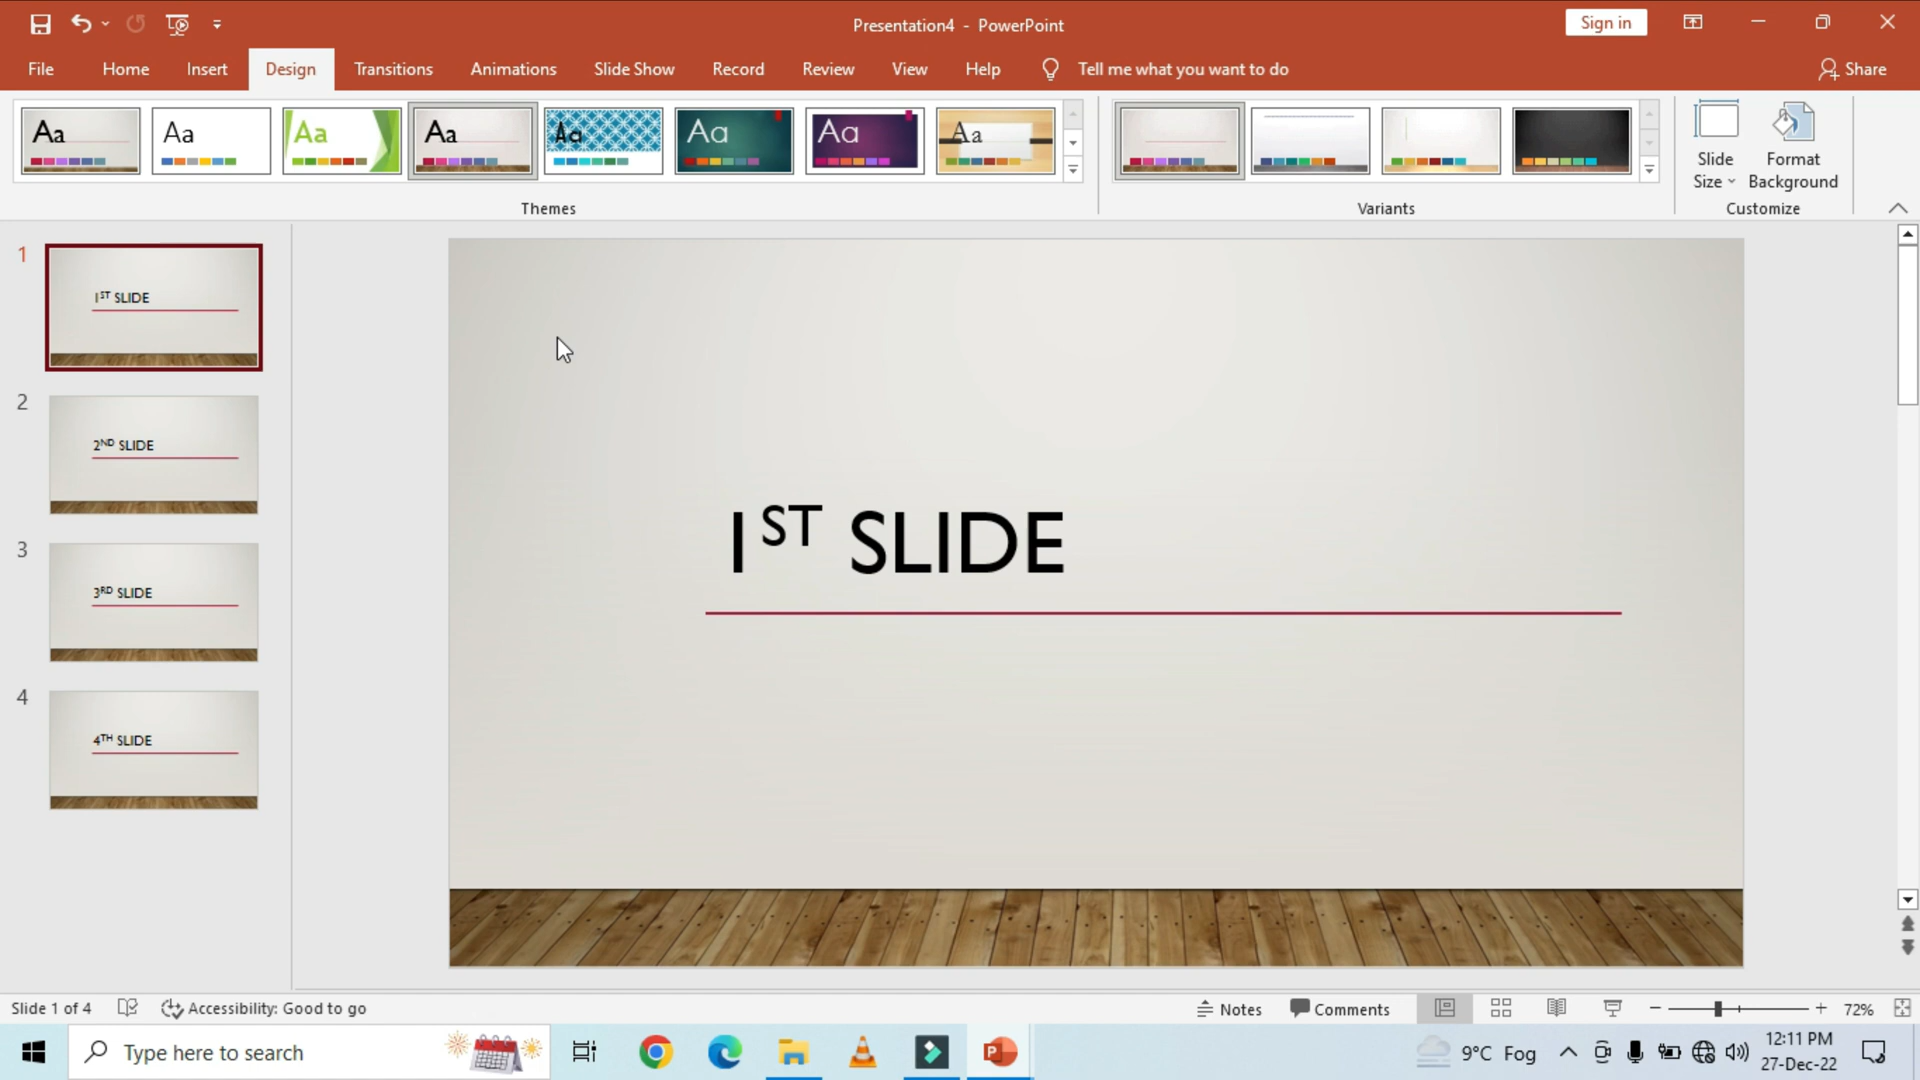 Presentation4 - PowerPoint
Sign in
File Home Insert Design Transitions Animations Slide Show Record Review View Help Tell me what you want to do
Share
Aa Aa Aa Aa Aa Aa Aa Aa
Slide Size
Format Background
Themes
Variants
Customize
1
1ST SLIDE
2
2ND SLIDE
3
3RD SLIDE
4
4TH SLIDE
1ST SLIDE
Slide 1 of 4
Accessibility: Good to go
Notes
Comments
72%
Type here to search
9°C Fog
12:11 PM
27-Dec-22